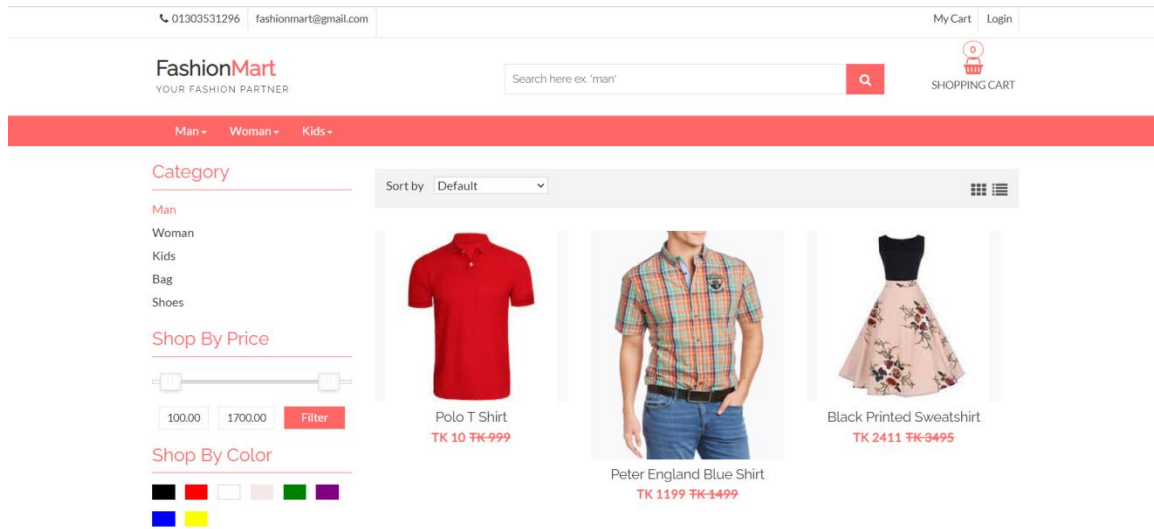 01303531296 fashionmart@gmail.com My Cart Login
FashionMart
YOUR FASHION PARTNER
Search here ex. 'man'
0
SHOPPING CART
Man Woman Kids
Category
Man
Woman
Kids
Bag
Shoes
Shop By Price
100.00 1700.00 Filter
Shop By Color
Sort by Default
Polo T Shirt
TK 10 TK 999
Peter England Blue Shirt
TK 1199 TK 1499
Black Printed Sweatshirt
TK 2411 TK 3495